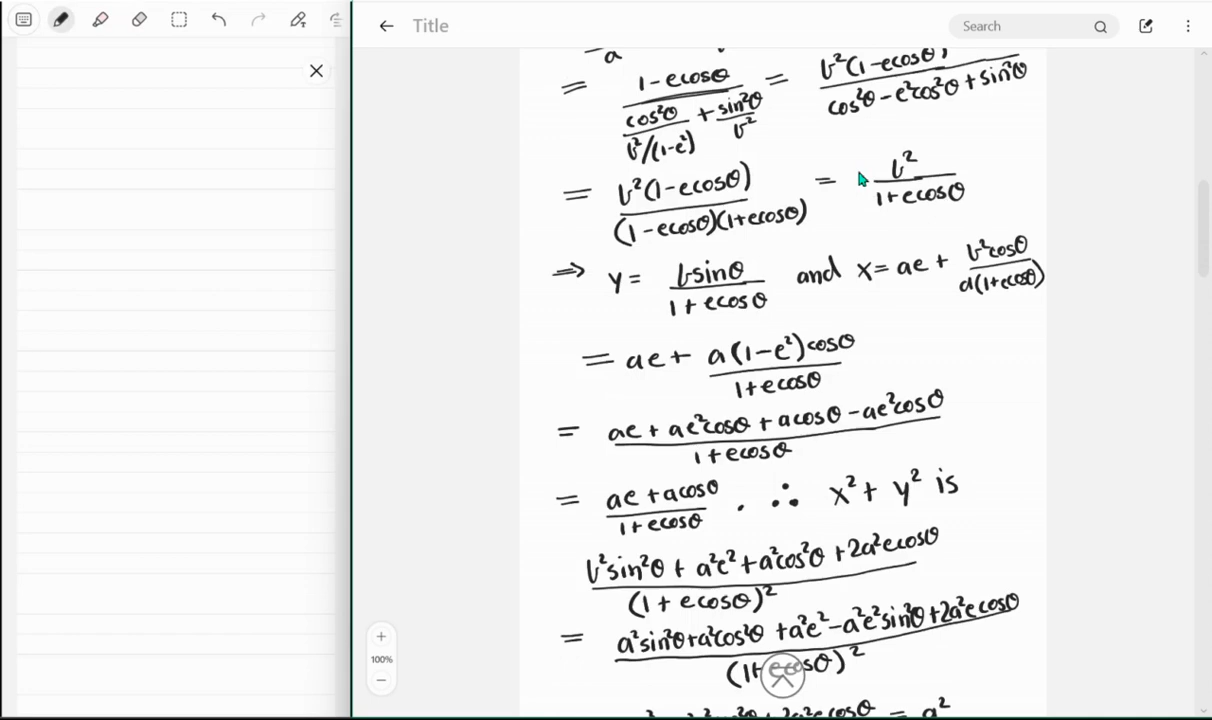 Title
Search
- a
= (1 - ecosθ)/(cos²θ/(b²/(1-e²)) + sin²θ/b²) = b²(1-ecosθ)/(cos²θ - e²cos²θ + sin²θ)
= b²(1-ecosθ)/((1-ecosθ)(1+ecosθ)) = b²/(1+ecosθ)
⇒ y = bsinθ/(1+ecosθ) and x = ae + b²cosθ/(a(1+ecosθ))
= ae + a(1-e²)cosθ/(1+ecosθ)
= (ae + ae²cosθ + acosθ - ae²cosθ)/(1+ecosθ)
= (ae + acosθ)/(1+ecosθ) . ∴ x² + y² is
(b²sin²θ + a²e² + a²cos²θ + 2a²ecosθ)/(1 + ecosθ)²
= (a²sin²θ + a²cos²θ + a²e² - a²e²sin²θ + 2a²ecosθ)/(1+ecosθ)²
100%